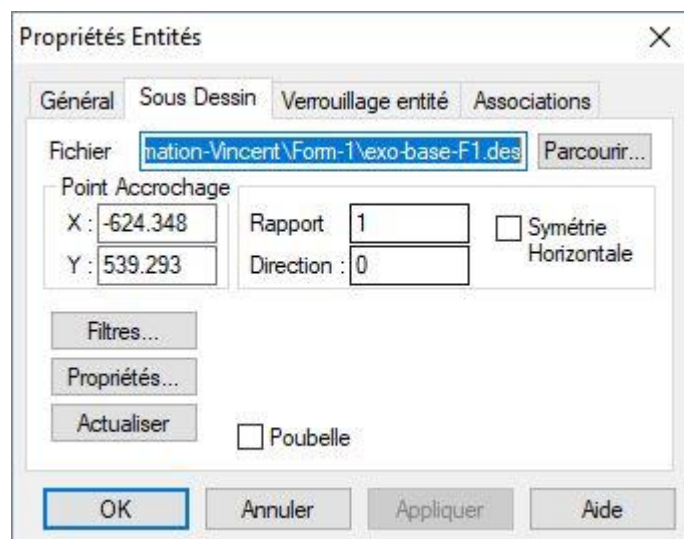 Propriétés Entités
Général Sous Dessin Verrouillage entité Associations
Fichier mation-Vincent\Form-1\exo-base-F1.des Parcourir...
Point Accrochage
X : -624.348 Rapport 1 Symétrie Horizontale
Y : 539.293 Direction : 0
Filtres...
Propriétés...
Actualiser Poubelle
OK Annuler Appliquer Aide